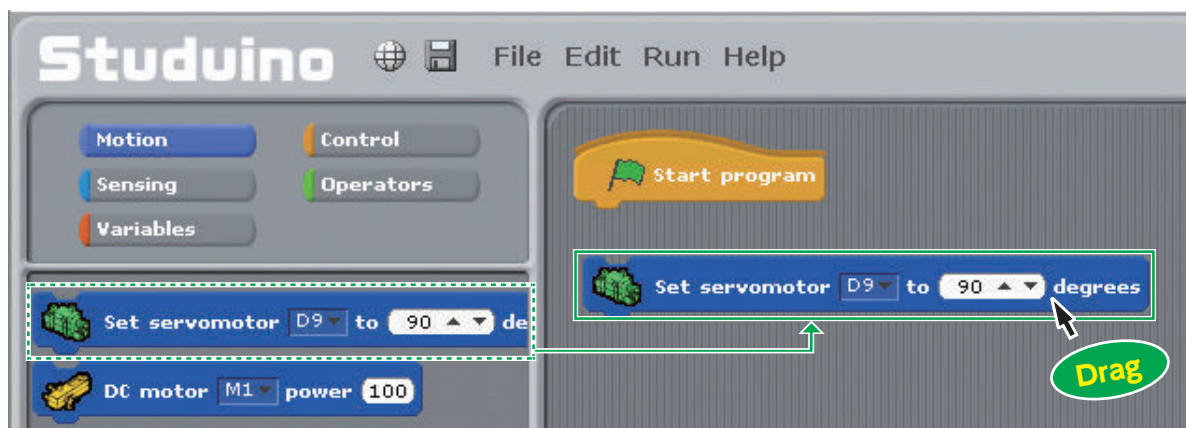 Studuino File Edit Run Help
Motion Control
Sensing Operators
Variables
Start program
Set servomotor D9 to 90 degrees
Set servomotor D9 to 90 de
DC motor M1 power 100
Drag